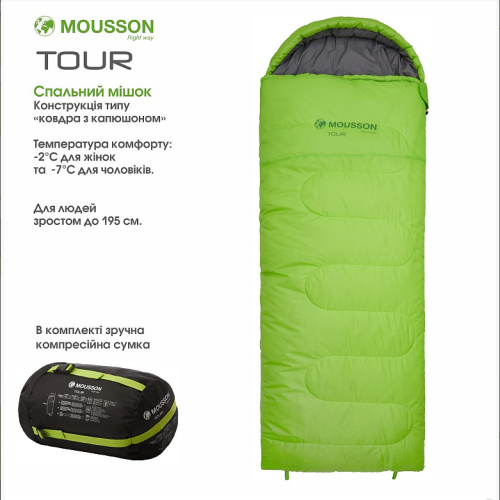 MOUSSON
Right way
TOUR
Спальний мішок
Конструкція типу
«ковдра з капюшоном»
Температура комфорту:
-2°C для жінок
та -7°C для чоловіків.
Для людей
зростом до 195 см.
В комплекті зручна
компресійна сумка
MOUSSON
TOUR
MOUSSON
TOUR